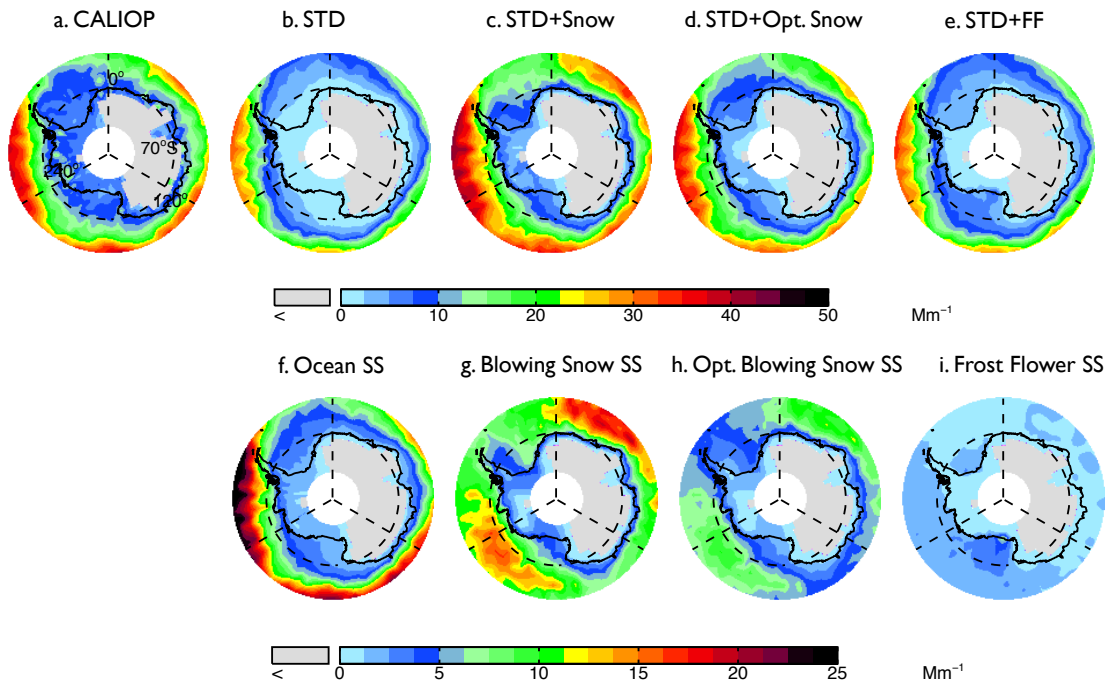 a. CALIOP
b. STD
c. STD+Snow
d. STD+Opt. Snow
e. STD+FF
0°
70°S
240°
120°
<
0
10
20
30
40
50
Mm⁻¹
f. Ocean SS
g. Blowing Snow SS
h. Opt. Blowing Snow SS
i. Frost Flower SS
<
0
5
10
15
20
25
Mm⁻¹